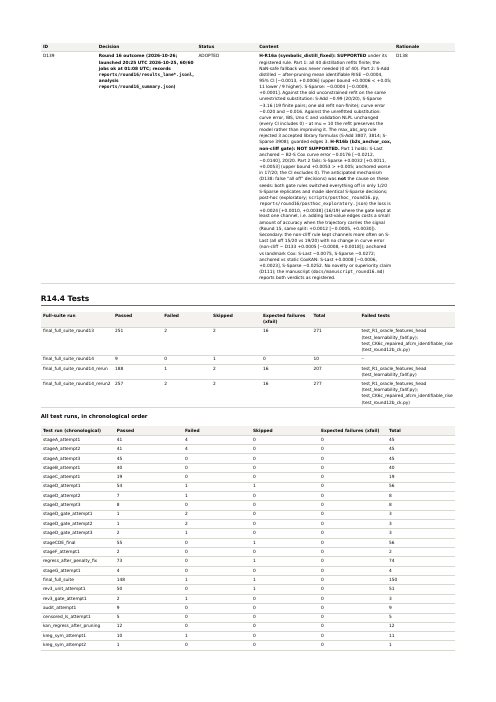 ID Decision Status Content Rationale
D139 Round 16 outcome (2026-10-26; launched 20:25 UTC 2026-10-25, 60/60 jobs ok at 01:08 UTC; records reports/round16/results_lane*.jsonl, analysis reports/round16_summary.json) ADOPTED D138
H-R16a (symbolic_distill_fixed): SUPPORTED under its
registered rule. Part 1: all 40 distillation refits finite; the
NaN-safe fallback was never needed (0 of 40). Part 2: S-Add
distilled − after-prune mean identifiable RISE −0.0004,
95% CI [−0.0013, +0.0006] (upper bound +0.0006 < +0.05
11 lower / 9 higher); S-Sparse: −0.0004 [−0.0009,
+0.0001]. Against the old unconstrained refit on the same
unrestricted substitution: S-Add −0.99 (20/20), S-Sparse
−3.16 (19 finite pairs; one old refit non-finite), curve error
−0.020 and −0.016. Against the unrefitted substitution:
curve error, IBS, Uno C and validation NLPL unchanged
(every CI includes 0) – at mu = 10 the refit preserves the
model rather than improving it. The max_abs_arg rule
rejected 3 accepted library formulas (S-Add 3807, 3814; S-
Sparse 3908); guarded edges 3. H-R16b (b2s_anchor_cox,
non-cliff gate): NOT SUPPORTED. Part 1 holds: S-Last
anchored − B2-S Cox curve error −0.0176 [−0.0212,
−0.0140], 20/20. Part 2 fails: S-Sparse +0.0032 [+0.0011,
+0.0053] (upper bound +0.0053 > +0.005; anchored worse
in 17/20; the CI excludes 0). The anticipated mechanism
(D138: false "all off" decisions) was not the cause on these
seeds: both gate rules switched everything off in only 1/20
S-Sparse and made identical S-Sparse decisions;
post-hoc (exploratory; scripts/posthoc_round16.py,
reports/round16/posthoc_exploratory.json) the loss is
+0.0024 [+0.0010, +0.0038] (16/19) where the gate kept at
least one channel, i.e. adding last-value edges costs a small
amount of accuracy when the trajectory carries the signal
(Round 15, same split: +0.0012 [−0.0005, +0.0030]).
Secondary: the non-cliff rule kept channels more often on S-
Last (all off 15/20 vs 19/20) with no change in curve error
(non-cliff − D133 +0.0005 [−0.0008, +0.0018]); anchored
vs landmark Cox: S-Last −0.0075, S-Sparse −0.0272;
anchored vs static CoxKAN: S-Last +0.0008 [−0.0006,
+0.0023], S-Sparse −0.0252. No novelty or superiority claim
(D111); the manuscript (docs/manuscript_round16.md)
reports both verdicts as registered.
R14.4 Tests
Full-suite run Passed Failed Skipped Expected failures (xfail) Total Failed tests
final_full_suite_round13 251 2 2 16 271 test_R1_oracle_features_head (test_learnability_fastf.py); test_CK6c_repaired_afcm_identifiable_rise (test_round12b_ck.py)
final_full_suite_round14 9 0 1 0 10 –
final_full_suite_round14_rerun 188 1 2 16 207 test_R1_oracle_features_head (test_learnability_fastf.py)
final_full_suite_round14_rerun2 257 2 2 16 277 test_R1_oracle_features_head (test_learnability_fastf.py); test_CK6c_repaired_afcm_identifiable_rise (test_round12b_ck.py)
All test runs, in chronological order
Test run (chronological) Passed Failed Skipped Expected failures (xfail) Total
stageA_attempt1 41 4 0 0 45
stageA_attempt2 41 4 0 0 45
stageA_attempt3 45 0 0 0 45
stageB_attempt1 40 0 0 0 40
stageC_attempt1 19 0 0 0 19
stageD_attempt1 54 1 1 0 56
stageD_attempt2 7 1 0 0 8
stageD_attempt3 8 0 0 0 8
stageD_gate_attempt1 1 2 0 0 3
stageD_gate_attempt2 1 2 0 0 3
stageD_gate_attempt3 2 1 0 0 3
stageCDE_final 55 0 1 0 56
stageF_attempt1 2 0 0 0 2
regress_after_penalty_fix 73 0 1 0 74
stageG_attempt1 4 0 0 0 4
final_full_suite 148 1 1 0 150
rev3_unit_attempt1 50 0 1 0 51
rev3_gate_attempt1 2 1 0 0 3
audit_attempt1 9 0 0 0 9
censored_ls_attempt1 5 0 0 0 5
kan_regress_after_pruning 12 0 0 0 12
kreg_sym_attempt1 10 1 0 0 11
kreg_sym_attempt2 1 0 0 0 1